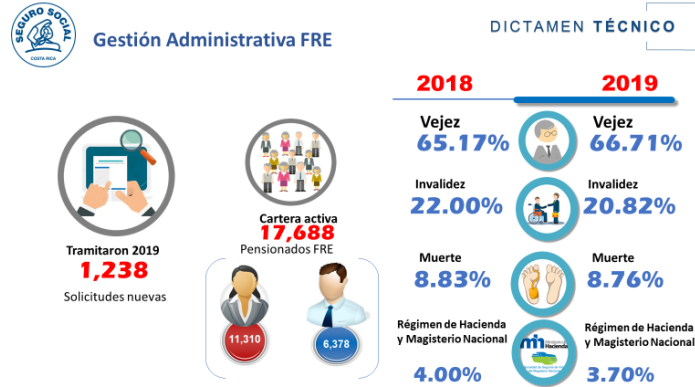 SEGURO SOCIAL
COSTA RICA
Gestión Administrativa FRE
DICTAMEN TÉCNICO
Tramitaron 2019
1,238
Solicitudes nuevas
Cartera activa
17,688
Pensionados FRE
11,310
6,378
2018
2019
Vejez
65.17%
Vejez
66.71%
Invalidez
22.00%
Invalidez
20.82%
Muerte
8.83%
Muerte
8.76%
Régimen de Hacienda
y Magisterio Nacional
4.00%
Hacienda
Régimen de Hacienda
y Magisterio Nacional
3.70%